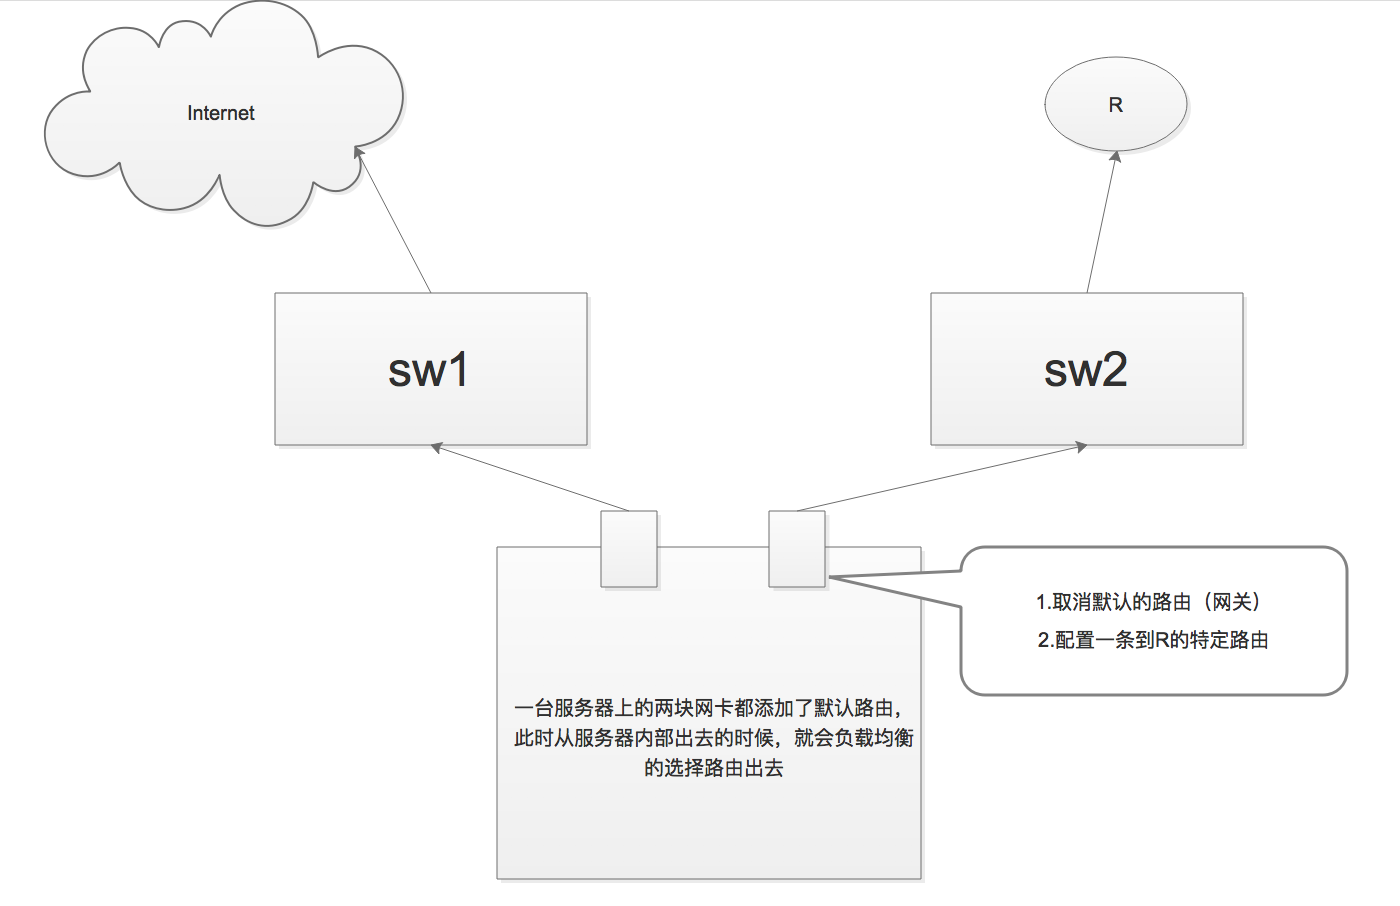 Internet
R
sw1
sw2
1.取消默认的路由（网关）
2.配置一条到R的特定路由
一台服务器上的两块网卡都添加了默认路由，
此时从服务器内部出去的时候，就会负载均衡
的选择路由出去